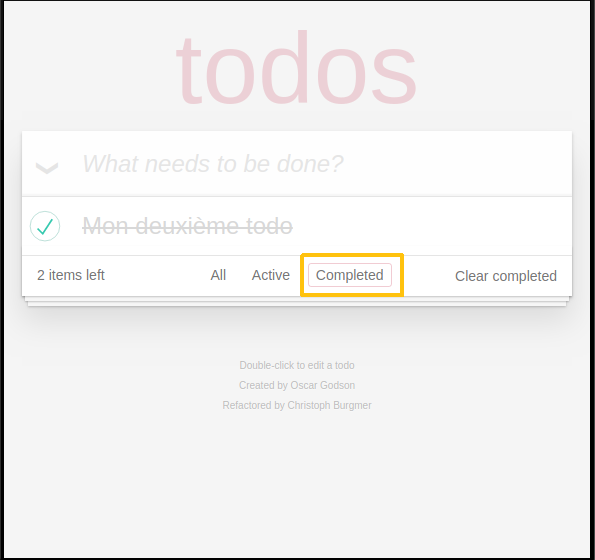 todos
What needs to be done?
Mon deuxième todo
2 items left All Active Completed Clear completed
Double-click to edit a todo
Created by Oscar Godson
Refactored by Christoph Burgmer